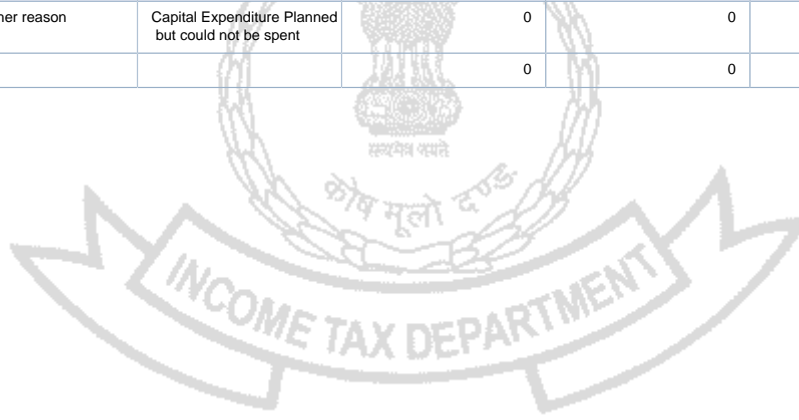 her reason
Capital Expenditure Planned
but could not be spent
0
0
0
0
सत्यमेव जयते
कोष मूलो दण्डः
INCOME TAX DEPARTMENT